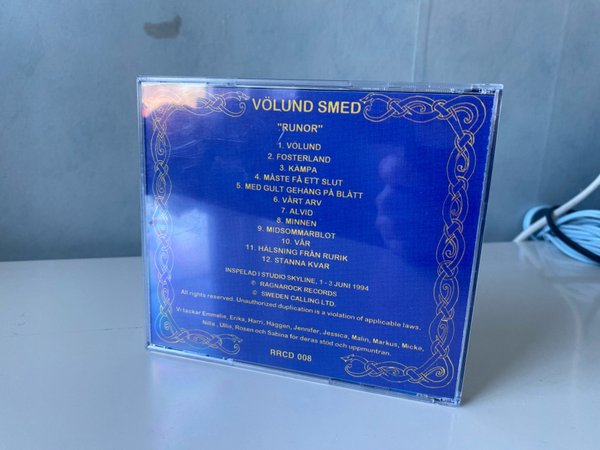 VÖLUND SMED
"RUNOR"
1. VÖLUND
2. FOSTERLAND
3. KÄMPA
4. MÅSTE FÅ ETT SLUT
5. MED GULT GEHÄNG PÅ BLÅTT
6. VÅRT ARV
7. ALVID
8. MINNEN
9. MIDSOMMARBLOT
10. VÅR
11. HÄLSNING FRÅN RURIK
12. STANNA KVAR
INSPELAD I STUDIO SKYLINE, 1 - 3 JUNI 1994
℗ RAGNAROCK RECORDS
© SWEDEN CALLING LTD.
All rights reserved. Unauthorized duplication is a violation of applicable laws.
Vi tackar Emmelie, Erika, Harri, Häggen, Jennifer, Jessica, Malin, Markus, Micke,
Nilla, Ullis, Rosen och Sabina för deras stöd och uppmuntran.
RRCD 008